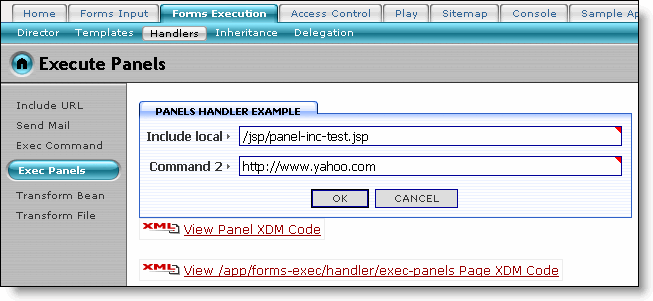 Home Forms Input Forms Execution Access Control Play Sitemap Console Sample Ap
Director Templates Handlers Inheritance Delegation
Execute Panels
Include URL
Send Mail
Exec Command
Exec Panels
Transform Bean
Transform File
PANELS HANDLER EXAMPLE
Include local /jsp/panel-inc-test.jsp
Command 2 http://www.yahoo.com
OK CANCEL
XML View Panel XDM Code
XML View /app/forms-exec/handler/exec-panels Page XDM Code